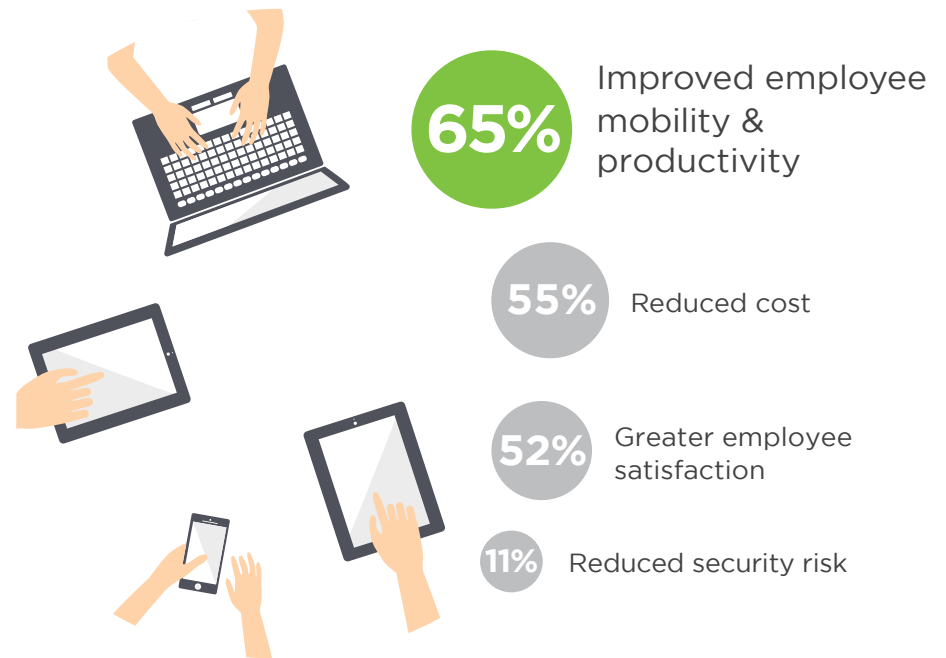 65%
Improved employee
mobility &
productivity
55%
Reduced cost
52%
Greater employee
satisfaction
11%
Reduced security risk